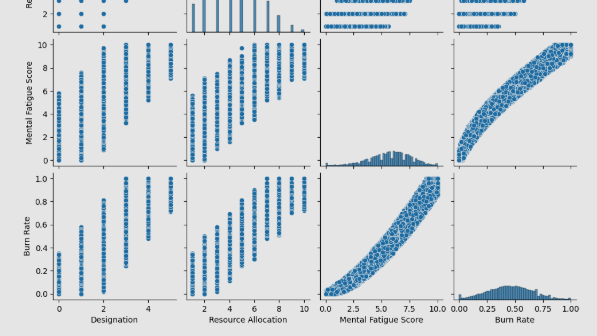 2
Mental Fatigue Score
10
8
6
4
2
0
Burn Rate
1.0
0.8
0.6
0.4
0.2
0.0
0 2 4
2 4 6 8 10
0.0 2.5 5.0 7.5 10.0
0.00 0.25 0.50 0.75 1.00
Designation
Resource Allocation
Mental Fatigue Score
Burn Rate